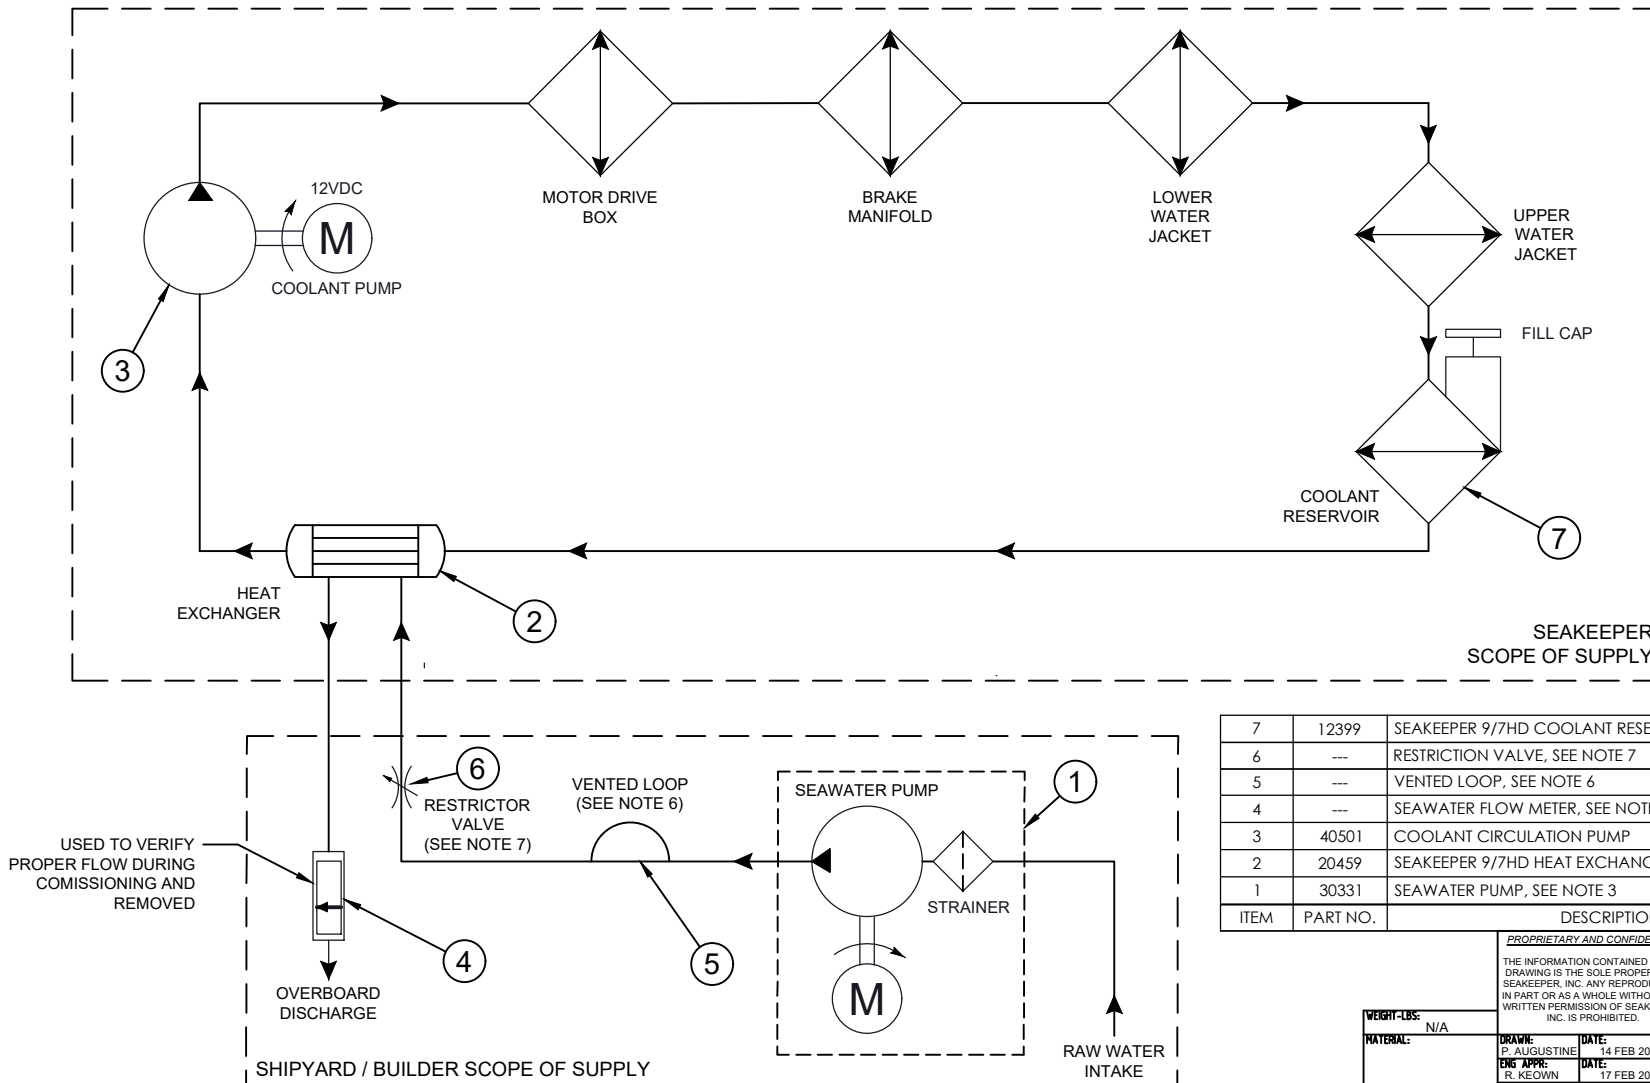 12VDC
M
COOLANT PUMP
3
MOTOR DRIVE
BOX
BRAKE
MANIFOLD
LOWER
WATER
JACKET
UPPER
WATER
JACKET
FILL CAP
COOLANT
RESERVOIR
7
HEAT
EXCHANGER
2
SEAKEEPER
SCOPE OF SUPPLY
6
RESTRICTOR
VALVE
(SEE NOTE 7)
VENTED LOOP
(SEE NOTE 6)
5
SEAWATER PUMP
1
STRAINER
M
USED TO VERIFY
PROPER FLOW DURING
COMISSIONING AND
REMOVED
4
OVERBOARD
DISCHARGE
RAW WATER
INTAKE
SHIPYARD / BUILDER SCOPE OF SUPPLY
7 12399 SEAKEEPER 9/7HD COOLANT RESE
6 --- RESTRICTION VALVE, SEE NOTE 7
5 --- VENTED LOOP, SEE NOTE 6
4 --- SEAWATER FLOW METER, SEE NOT
3 40501 COOLANT CIRCULATION PUMP
2 20459 SEAKEEPER 9/7HD HEAT EXCHANG
1 30331 SEAWATER PUMP, SEE NOTE 3
ITEM PART NO. DESCRIPTIO
PROPRIETARY AND CONFIDE
THE INFORMATION CONTAINED
DRAWING IS THE SOLE PROPER
SEAKEEPER, INC. ANY REPROD
IN PART OR AS A WHOLE WITHO
WRITTEN PERMISSION OF SEAK
INC. IS PROHIBITED.
WEIGHT-LBS:
N/A
MATERIAL:
DRAWN: DATE:
P. AUGUSTINE 14 FEB 20
ENG APPR: DATE:
R. KEOWN 17 FEB 20